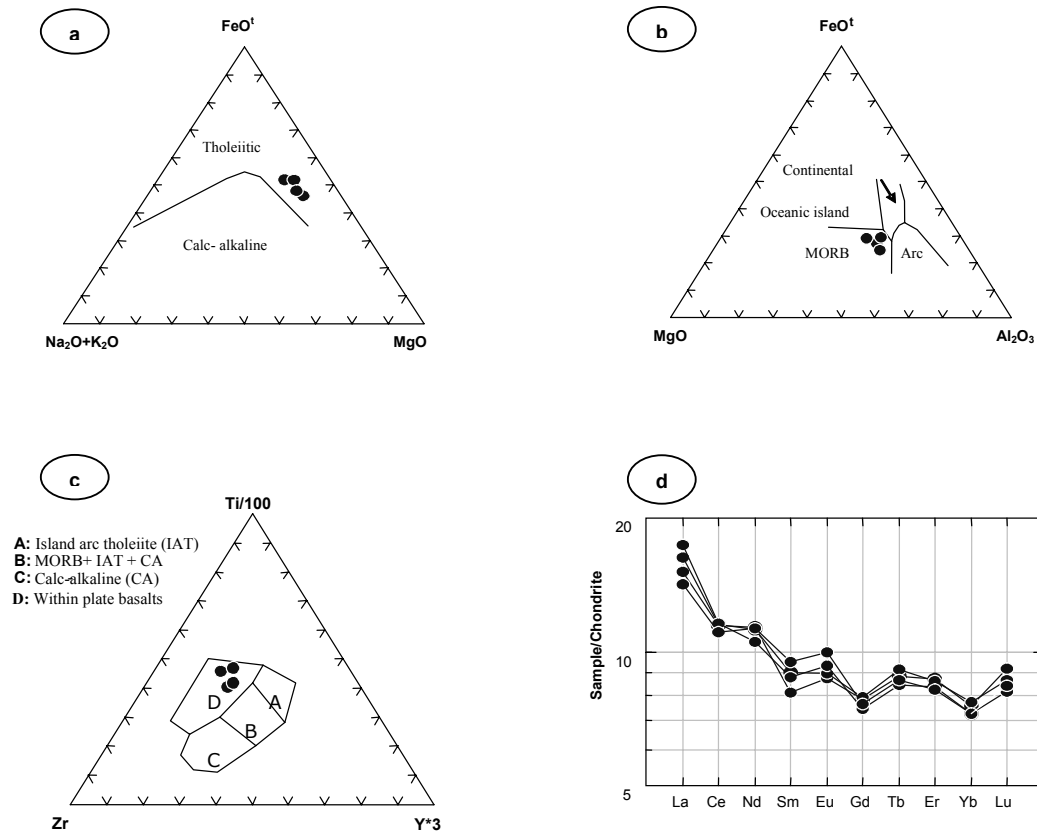 a
FeOᵗ
Tholeiitic
Calc- alkaline
Na₂O+K₂O
MgO
b
FeOᵗ
Continental
Oceanic island
MORB
Arc
MgO
Al₂O₃
c
Ti/100
A: Island arc tholeiite (IAT)
B: MORB+ IAT + CA
C: Calc-alkaline (CA)
D: Within plate basalts
D
A
B
C
Zr
Y*3
d
20
10
5
Sample/Chondrite
La Ce Nd Sm Eu Gd Tb Er Yb Lu